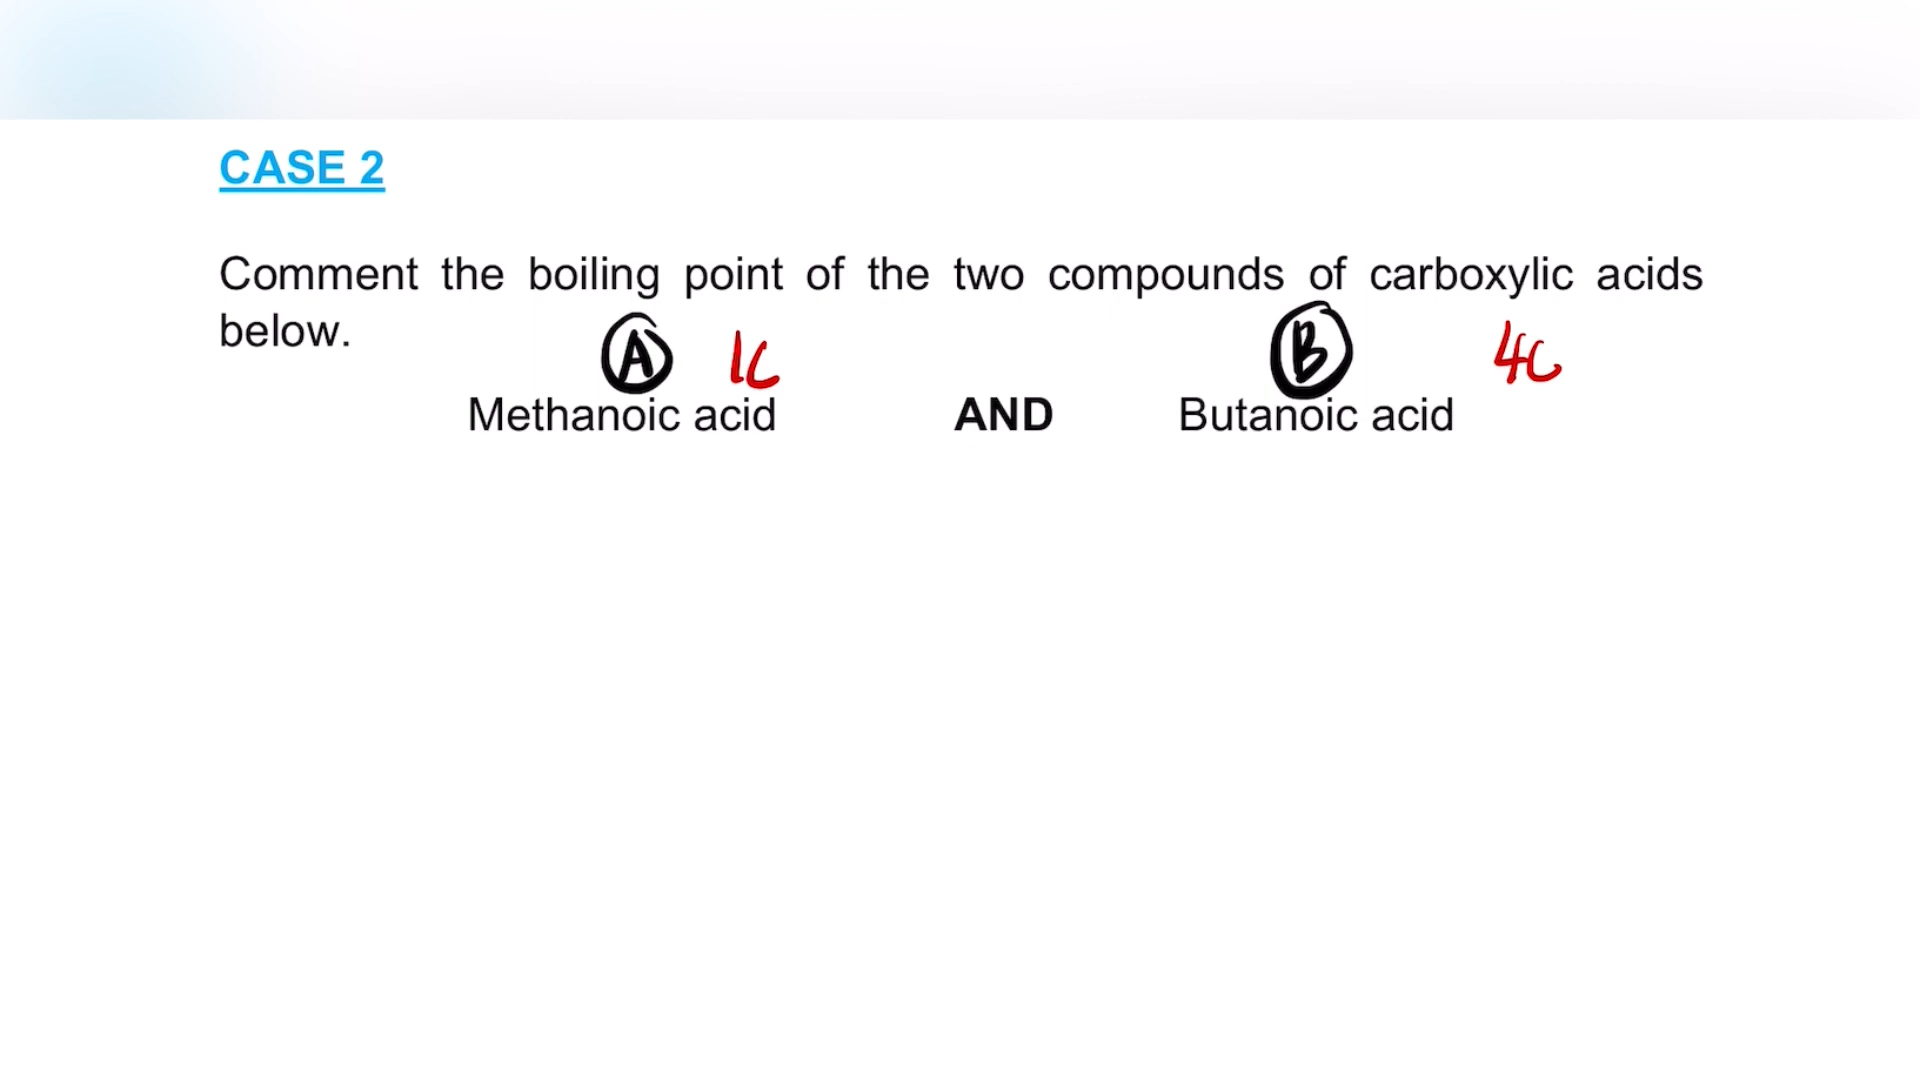 CASE 2
Comment the boiling point of the two compounds of carboxylic acids
below.
A 1C B 4C
Methanoic acid AND Butanoic acid